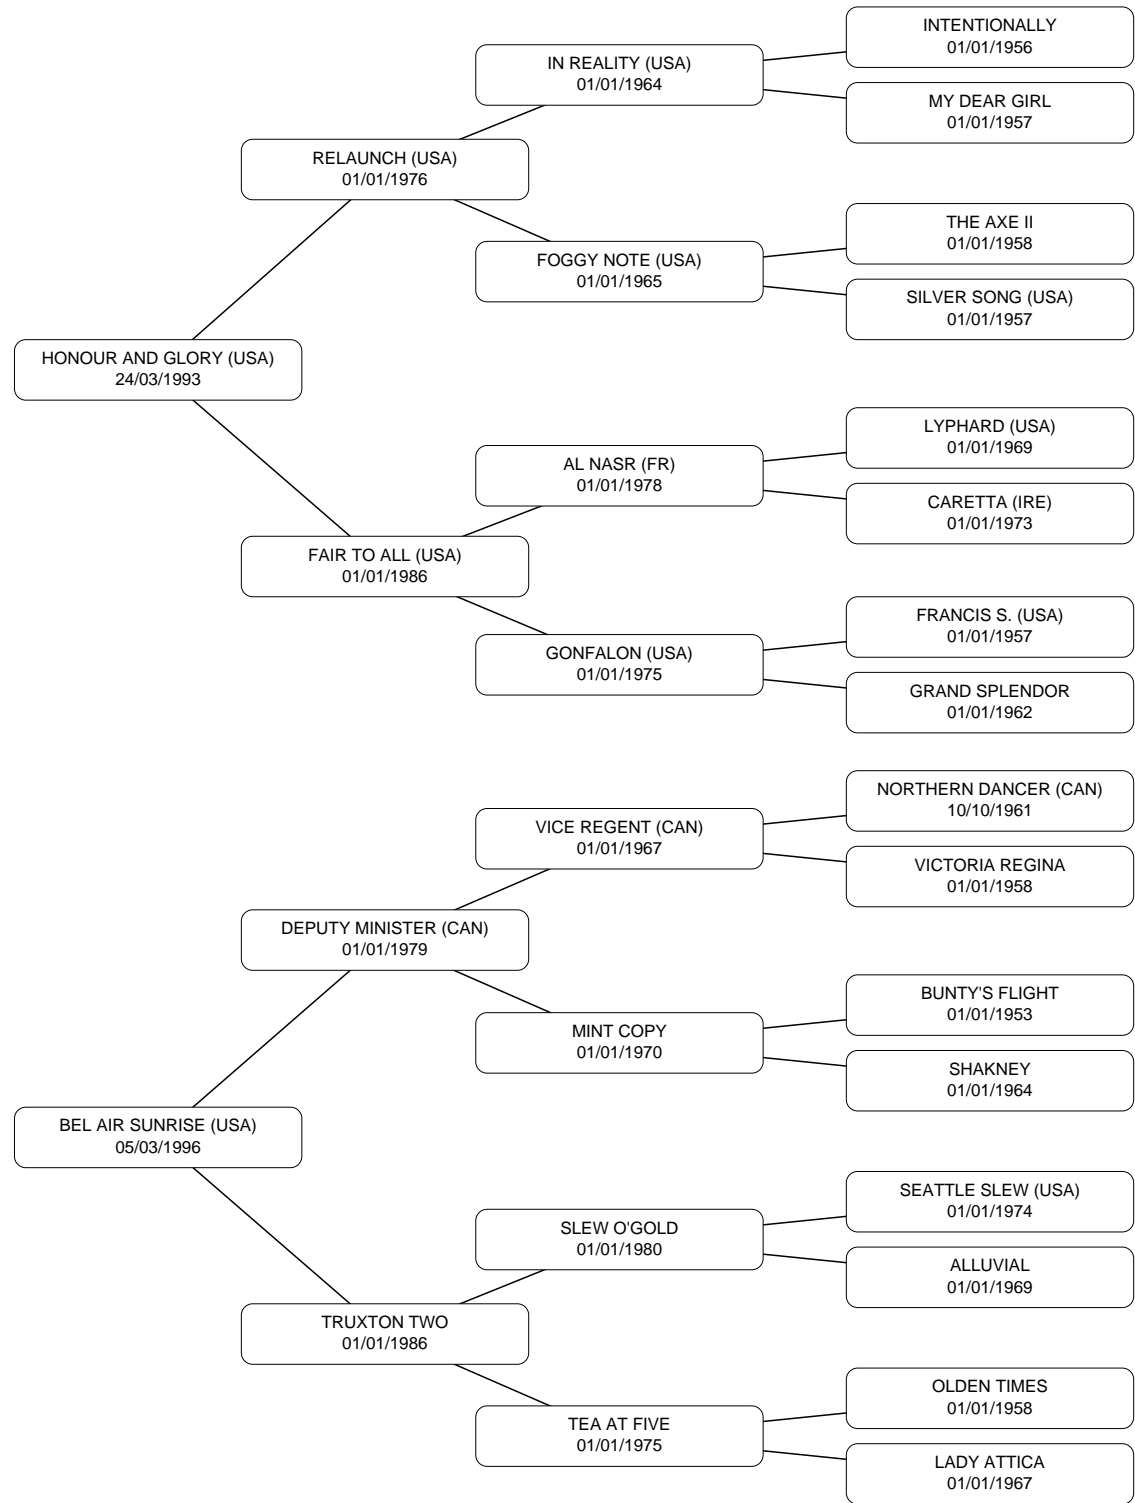 INTENTIONALLY
01/01/1956
IN REALITY (USA)
01/01/1964
MY DEAR GIRL
01/01/1957
RELAUNCH (USA)
01/01/1976
THE AXE II
01/01/1958
FOGGY NOTE (USA)
01/01/1965
SILVER SONG (USA)
01/01/1957
HONOUR AND GLORY (USA)
24/03/1993
LYPHARD (USA)
01/01/1969
AL NASR (FR)
01/01/1978
CARETTA (IRE)
01/01/1973
FAIR TO ALL (USA)
01/01/1986
FRANCIS S. (USA)
01/01/1957
GONFALON (USA)
01/01/1975
GRAND SPLENDOR
01/01/1962
NORTHERN DANCER (CAN)
10/10/1961
VICE REGENT (CAN)
01/01/1967
VICTORIA REGINA
01/01/1958
DEPUTY MINISTER (CAN)
01/01/1979
BUNTY'S FLIGHT
01/01/1953
MINT COPY
01/01/1970
SHAKNEY
01/01/1964
BEL AIR SUNRISE (USA)
05/03/1996
SEATTLE SLEW (USA)
01/01/1974
SLEW O'GOLD
01/01/1980
ALLUVIAL
01/01/1969
TRUXTON TWO
01/01/1986
OLDEN TIMES
01/01/1958
TEA AT FIVE
01/01/1975
LADY ATTICA
01/01/1967